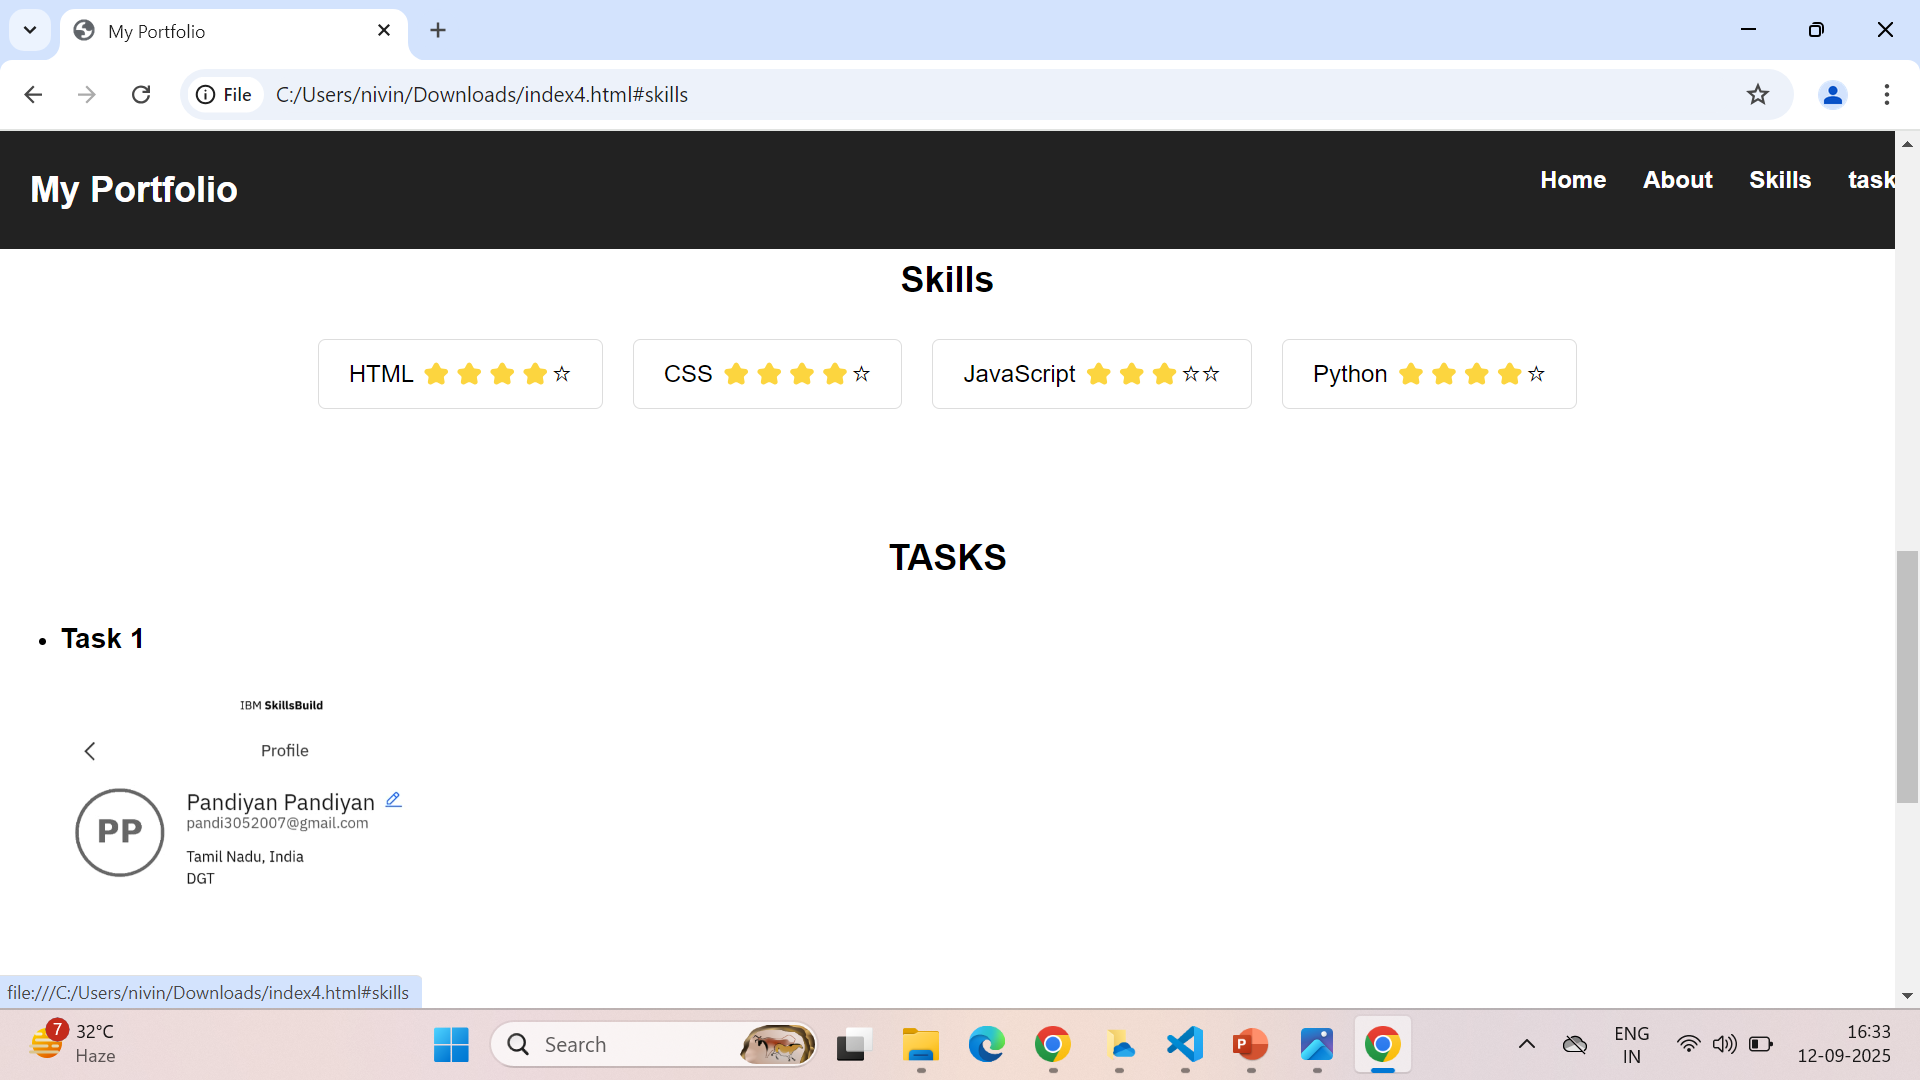 My Portfolio
File C:/Users/nivin/Downloads/index4.html#skills
My Portfolio
Home About Skills task
Skills
HTML ⭐⭐⭐⭐☆ CSS ⭐⭐⭐⭐☆ JavaScript ⭐⭐⭐☆☆ Python ⭐⭐⭐⭐☆
TASKS
• Task 1
IBM SkillsBuild
Profile
PP
Pandiyan Pandiyan
pandi3052007@gmail.com
Tamil Nadu, India
DGT
file:///C:/Users/nivin/Downloads/index4.html#skills
7 32°C
Haze
Search
P
ENG
IN
16:33
12-09-2025